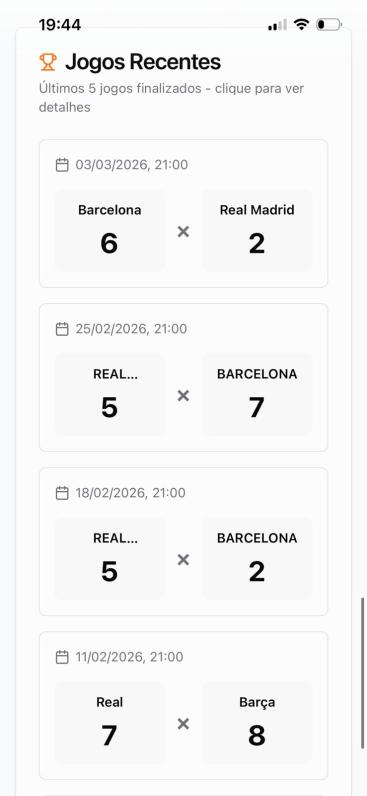 19:44
Jogos Recentes
Últimos 5 jogos finalizados - clique para ver
detalhes
03/03/2026, 21:00
Barcelona
Real Madrid
6
×
2
25/02/2026, 21:00
REAL...
BARCELONA
5
×
7
18/02/2026, 21:00
REAL...
BARCELONA
5
×
2
11/02/2026, 21:00
Real
Barça
7
×
8